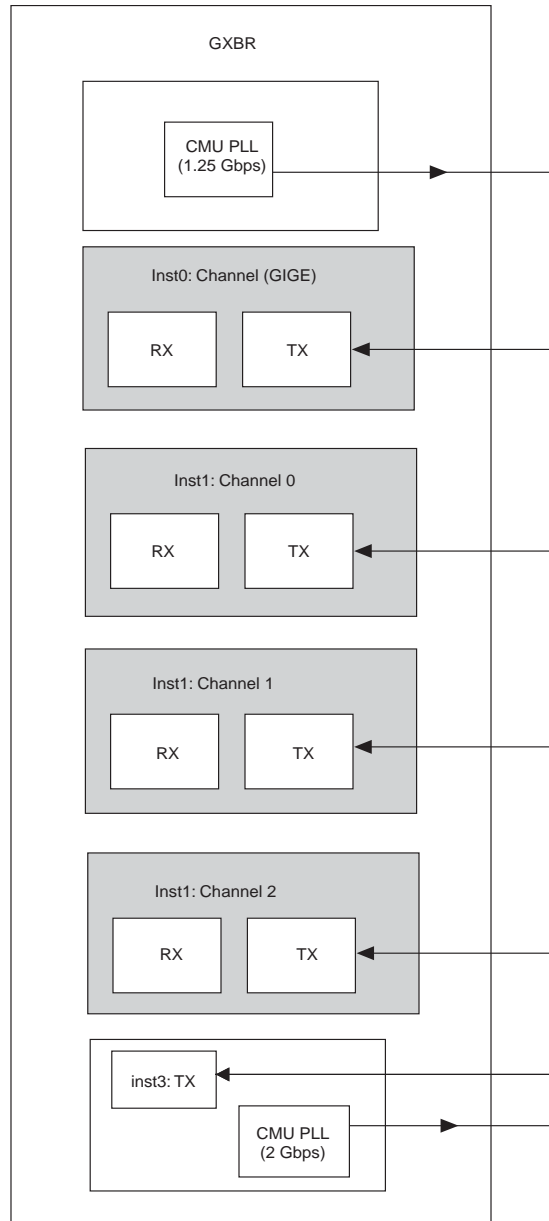 GXBR
CMU PLL
(1.25 Gbps)
Inst0: Channel (GIGE)
RX
TX
Inst1: Channel 0
RX
TX
Inst1: Channel 1
RX
TX
Inst1: Channel 2
RX
TX
inst3: TX
CMU PLL
(2 Gbps)